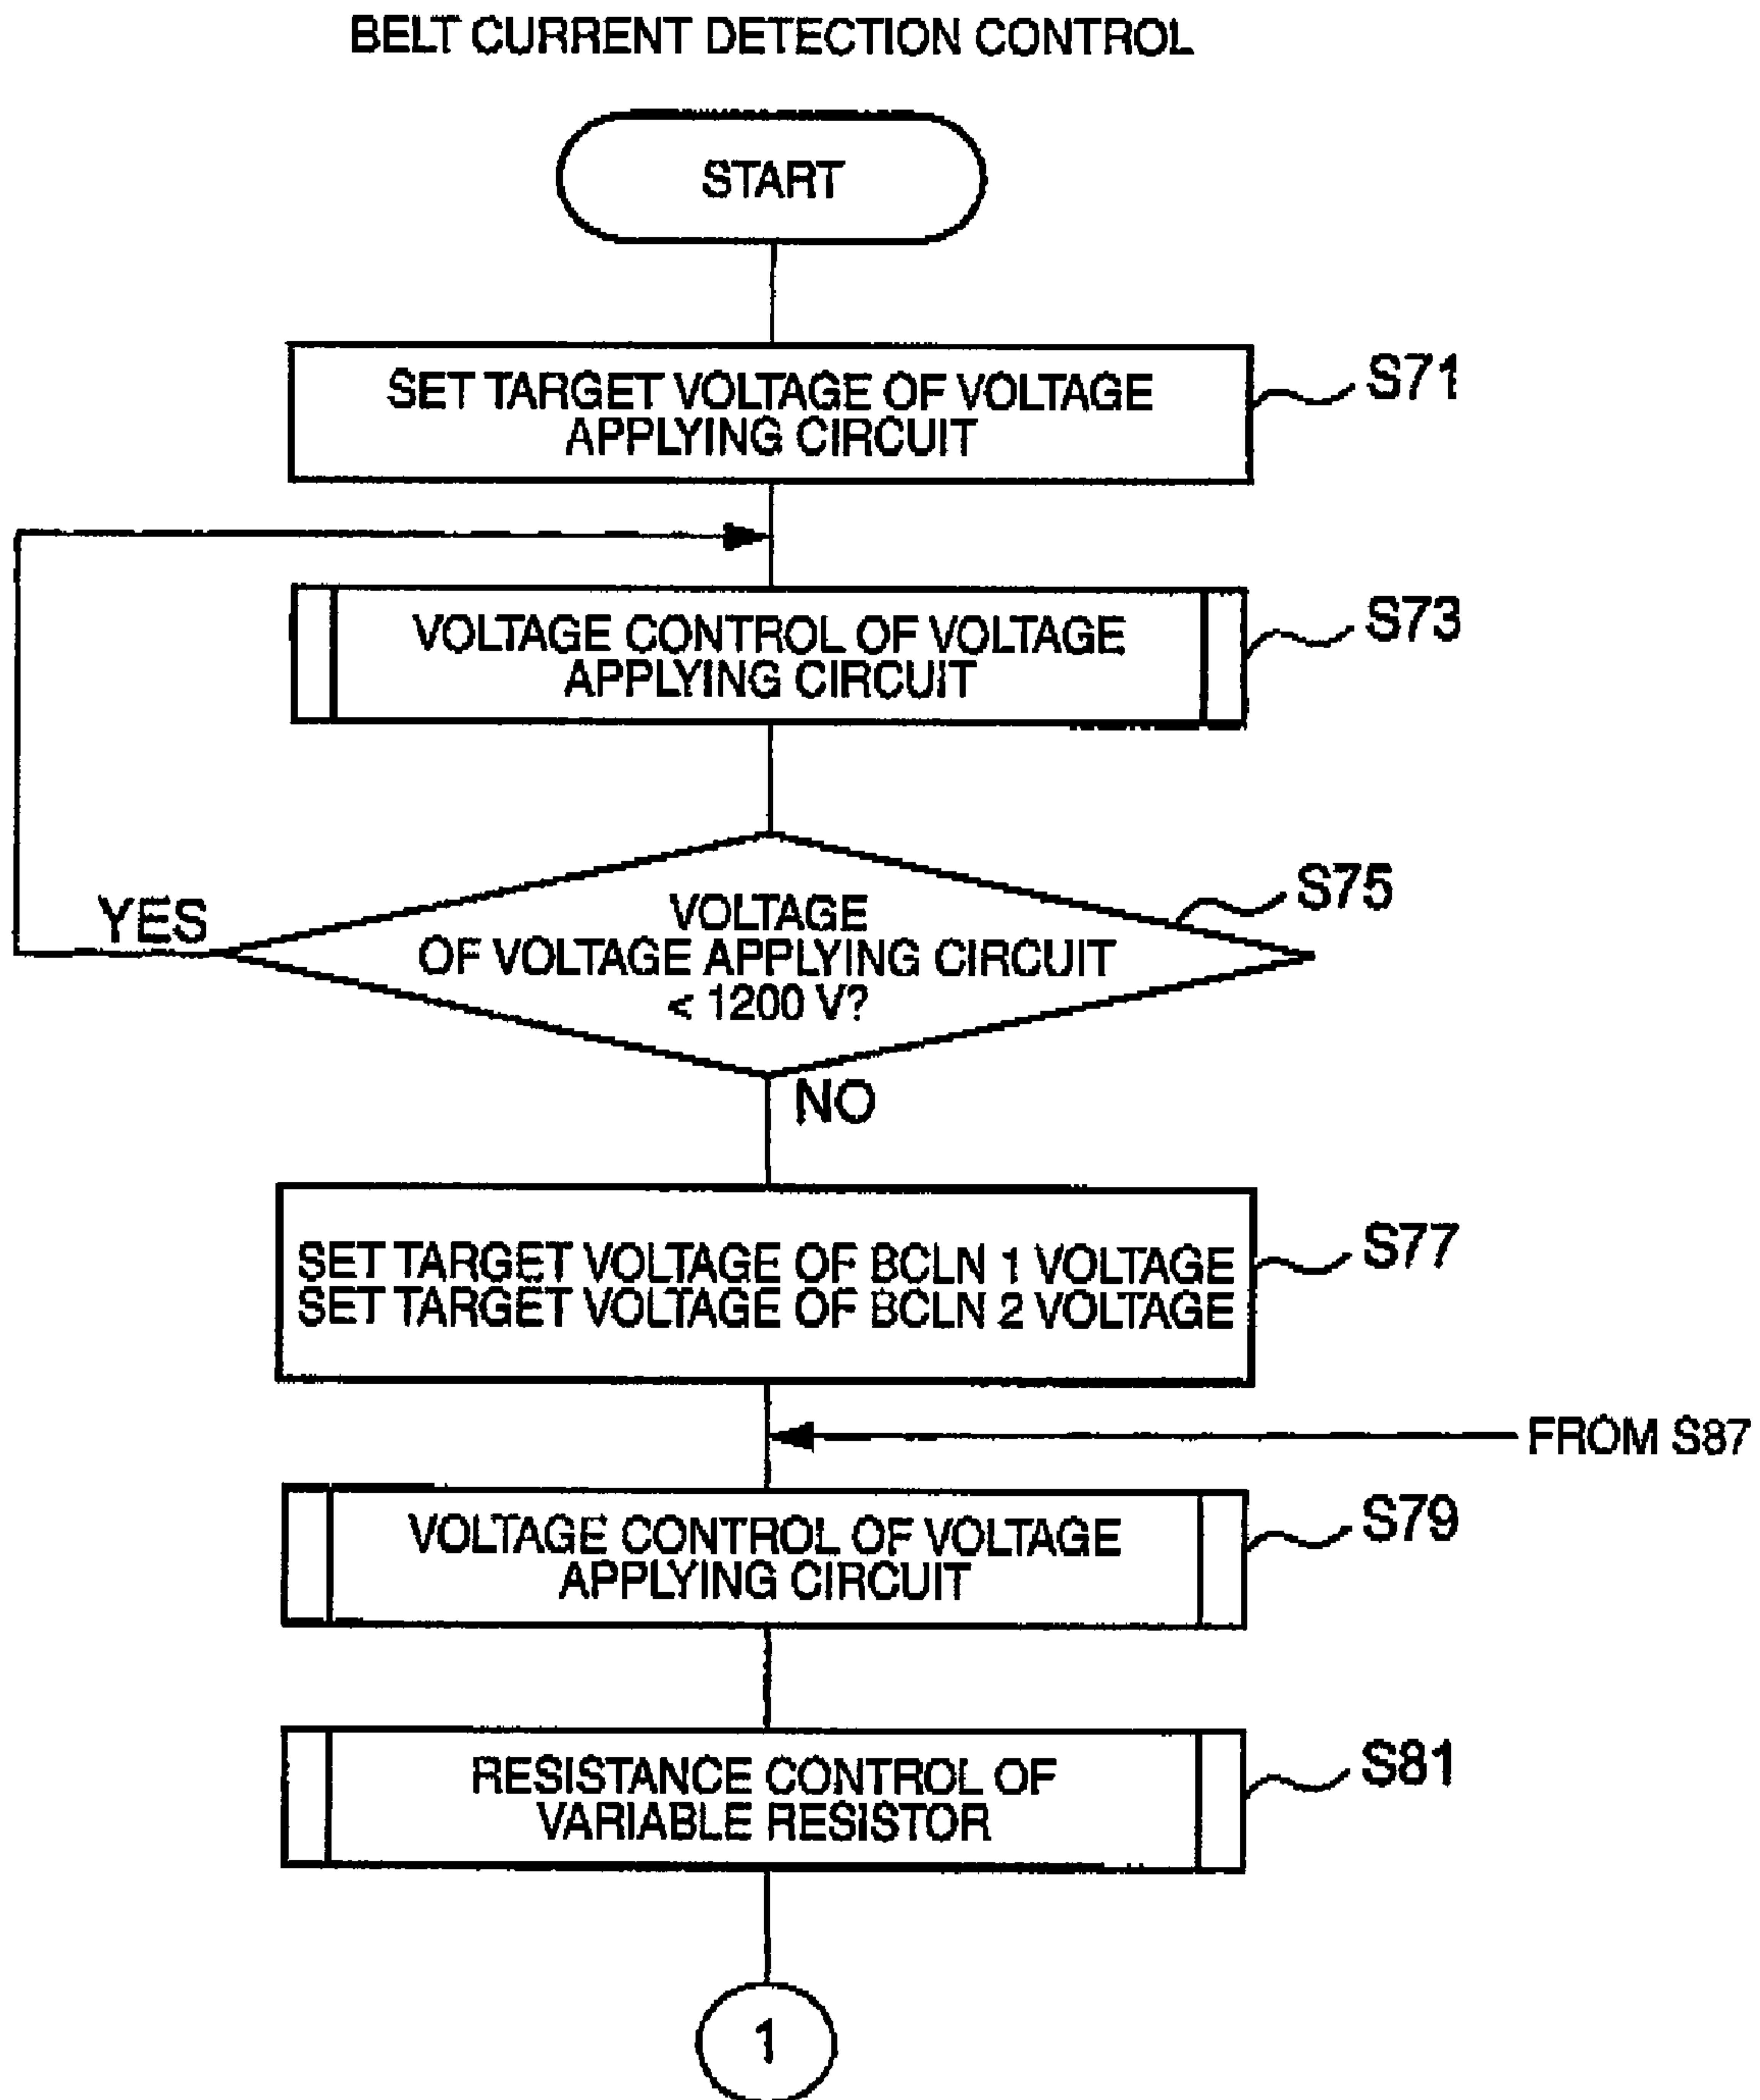 BELT CURRENT DETECTION CONTROL
START
SET TARGET VOLTAGE OF VOLTAGE
APPLYING CIRCUIT
S71
VOLTAGE CONTROL OF VOLTAGE
APPLYING CIRCUIT
S73
VOLTAGE
OF VOLTAGE APPLYING CIRCUIT
< 1200 V?
S75
YES
NO
SET TARGET VOLTAGE OF BCLN 1 VOLTAGE
SET TARGET VOLTAGE OF BCLN 2 VOLTAGE
S77
FROM S87
VOLTAGE CONTROL OF VOLTAGE
APPLYING CIRCUIT
S79
RESISTANCE CONTROL OF
VARIABLE RESISTOR
S81
1